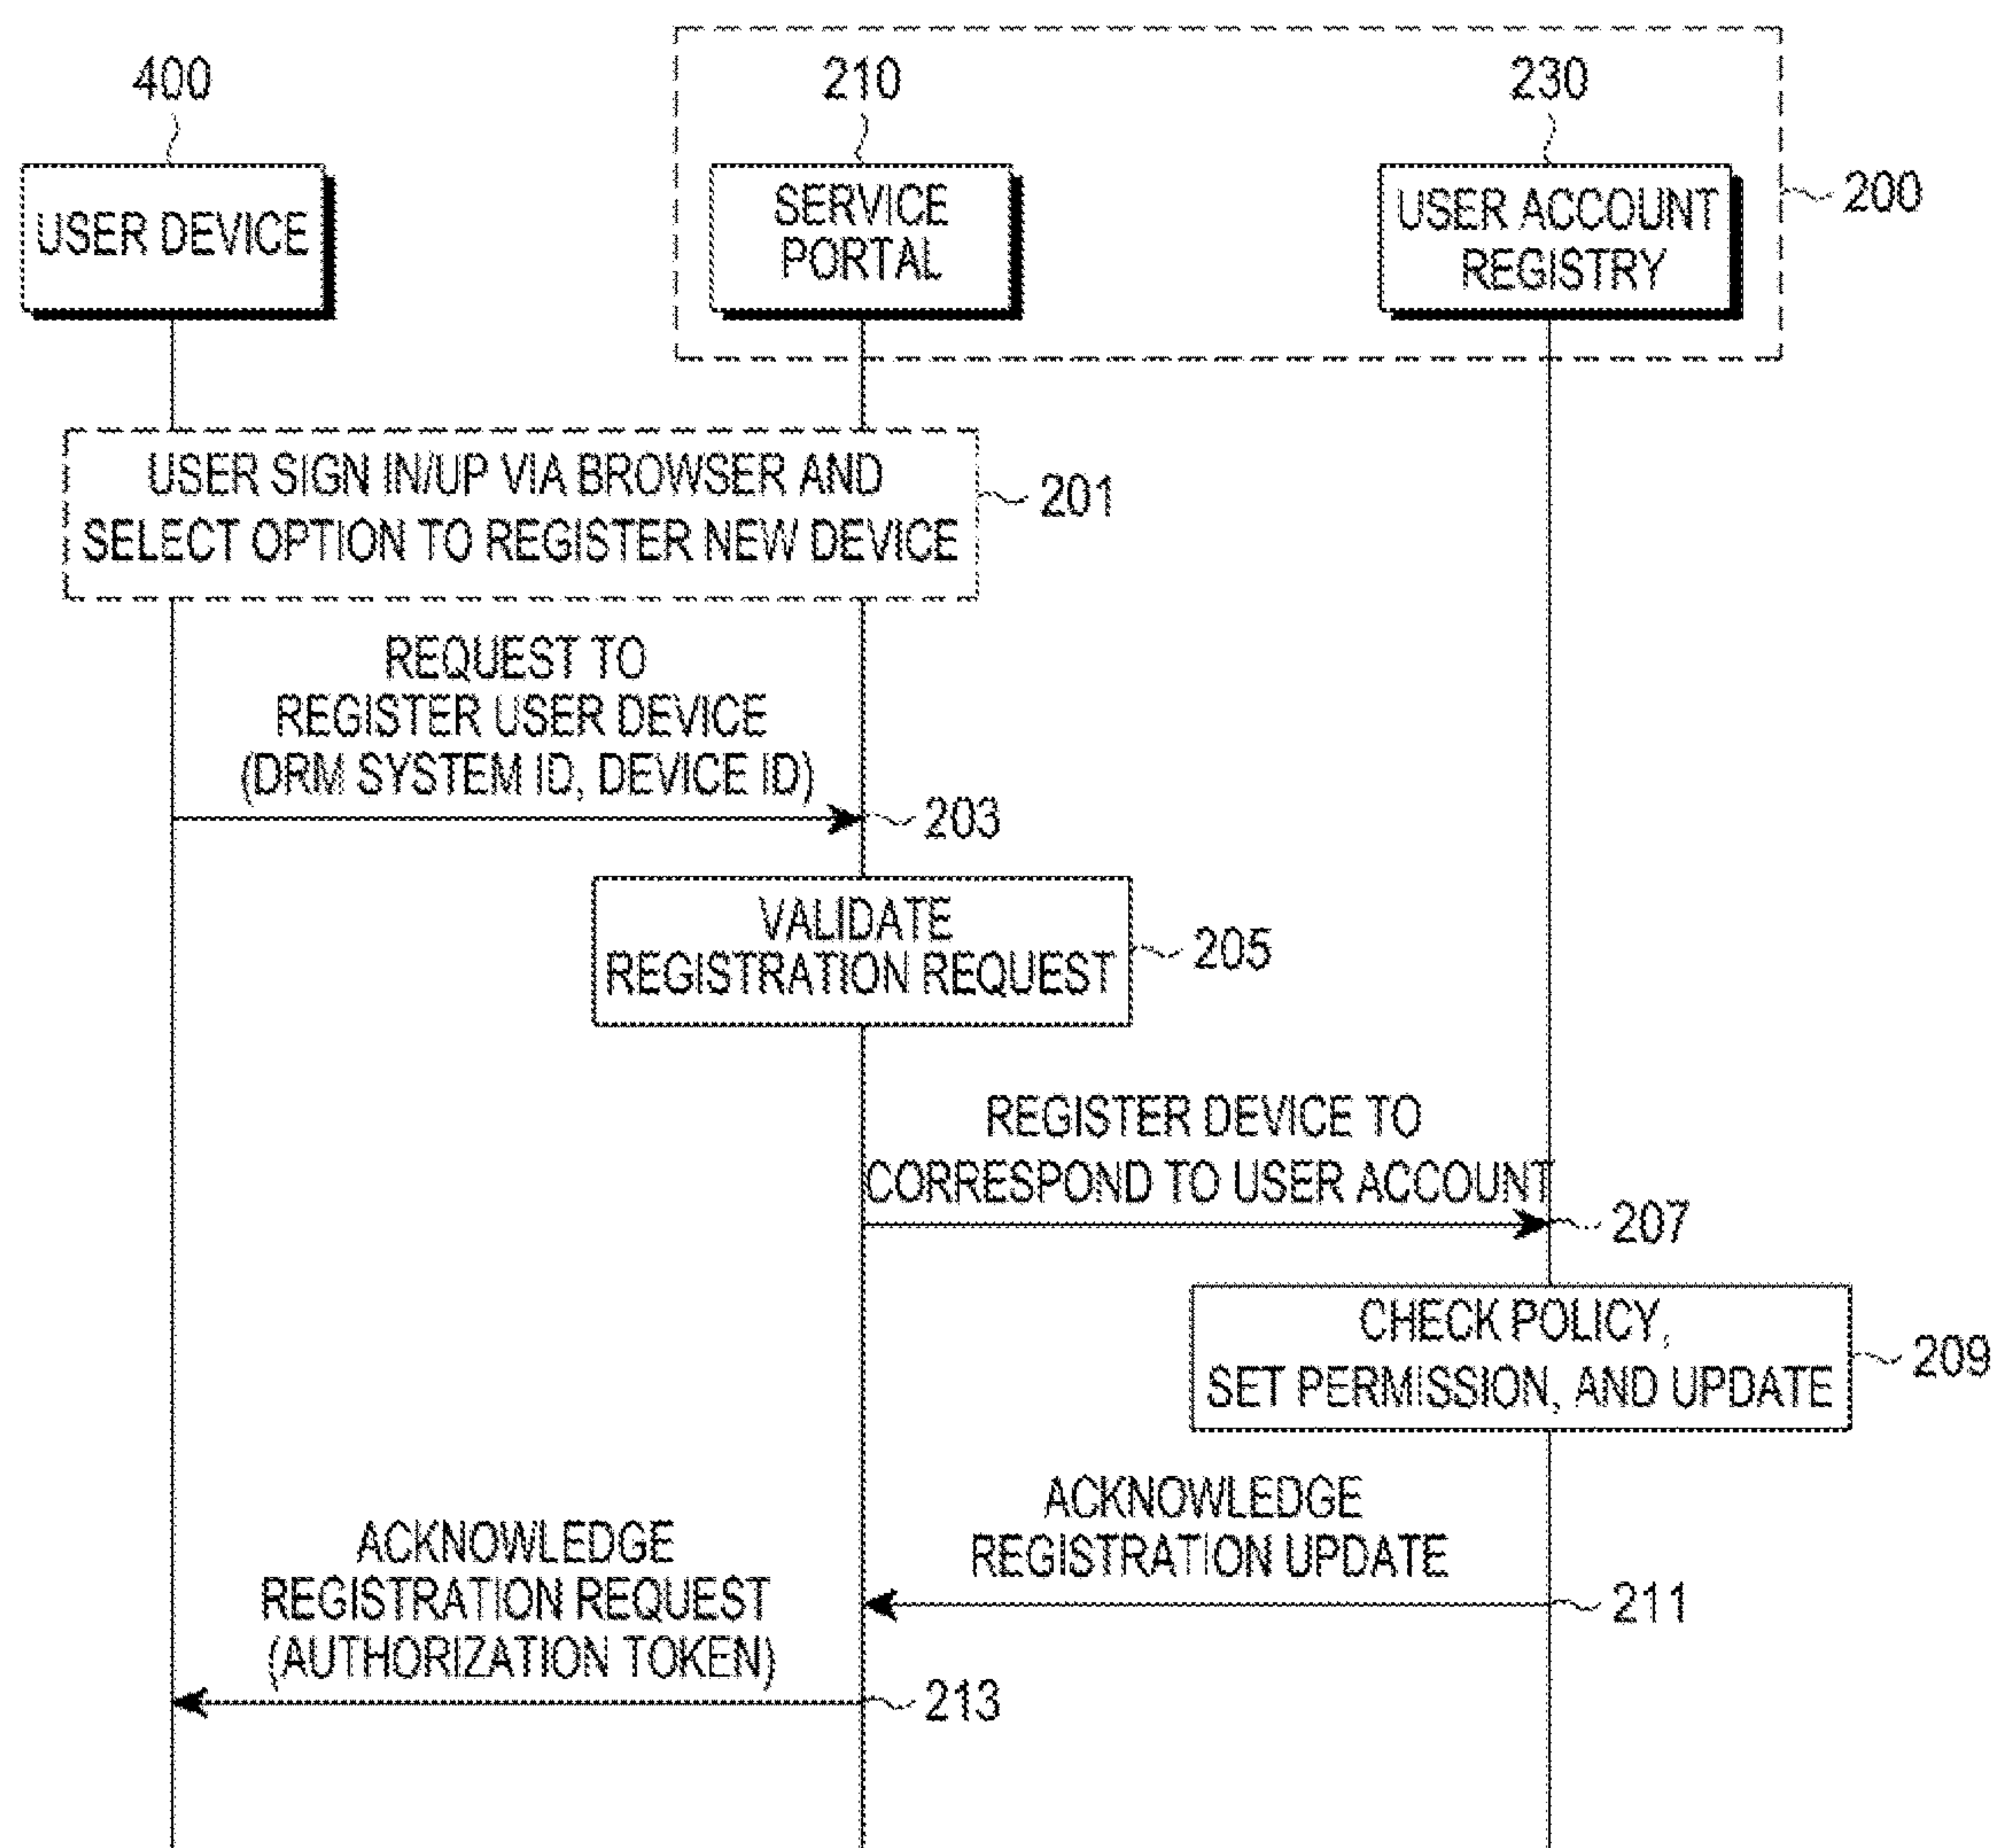 400
210
230
USER DEVICE
SERVICE
PORTAL
USER ACCOUNT
REGISTRY
200
USER SIGN IN/UP VIA BROWSER AND
SELECT OPTION TO REGISTER NEW DEVICE
201
REQUEST TO
REGISTER USER DEVICE
(DRM SYSTEM ID, DEVICE ID)
203
VALIDATE
REGISTRATION REQUEST
205
REGISTER DEVICE TO
CORRESPOND TO USER ACCOUNT
207
CHECK POLICY,
SET PERMISSION, AND UPDATE
209
ACKNOWLEDGE
REGISTRATION UPDATE
211
ACKNOWLEDGE
REGISTRATION REQUEST
(AUTHORIZATION TOKEN)
213